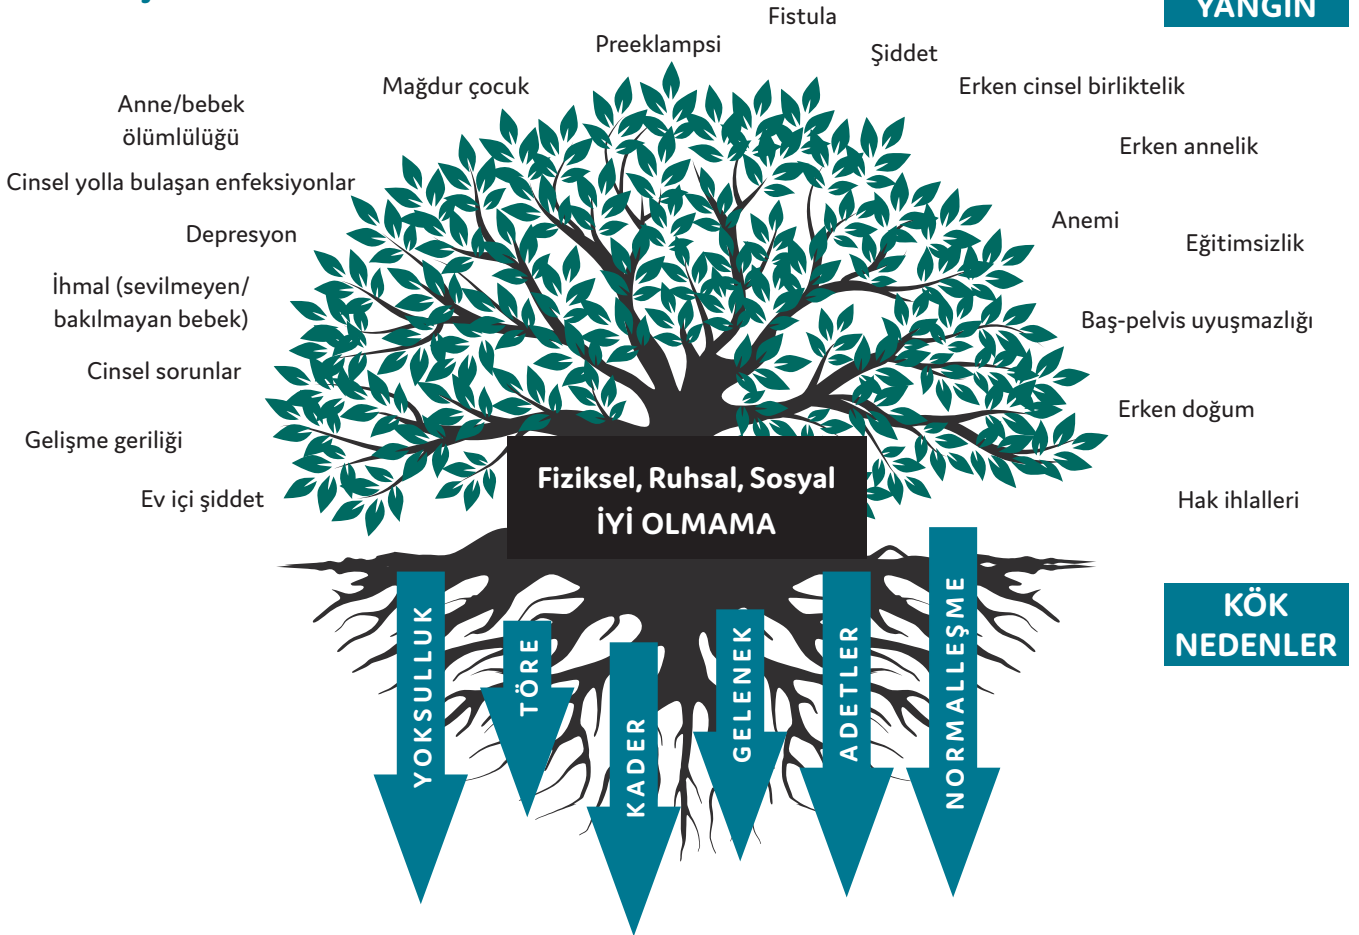 YANGIN
Fistula
Preeklampsi
Şiddet
Mağdur çocuk
Erken cinsel birliktelik
Anne/bebek
ölümlülüğü
Erken annelik
Cinsel yolla bulaşan enfeksiyonlar
Anemi
Depresyon
Eğitimsizlik
İhmal (sevilmeyen/
bakılmayan bebek)
Baş-pelvis uyuşmazlığı
Cinsel sorunlar
Erken doğum
Gelişme geriliği
Ev içi şiddet
Hak ihlalleri
Fiziksel, Ruhsal, Sosyal
İYİ OLMAMA
KÖK
NEDENLER
YOKSULLUK
TÖRE
KADER
GELENEK
ADETLER
NORMALLEŞME